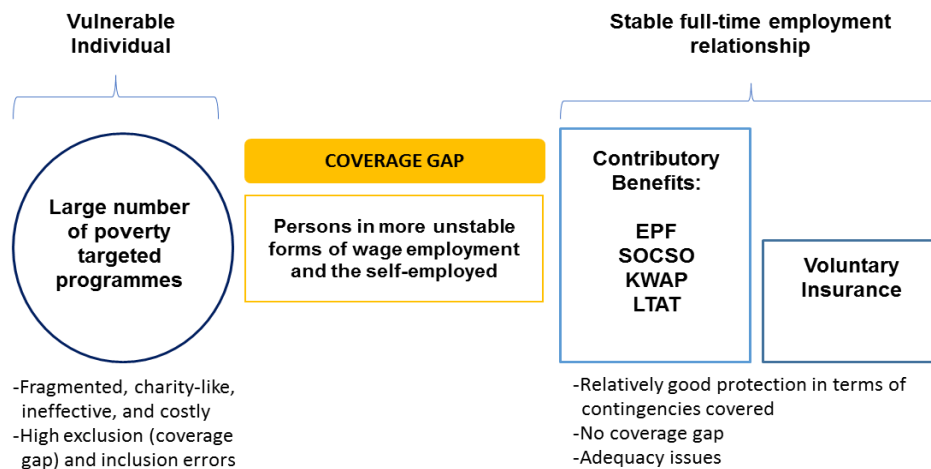 Vulnerable
Individual
Large number
of poverty
targeted
programmes
-Fragmented, charity-like,
ineffective, and costly
-High exclusion (coverage
gap) and inclusion errors
COVERAGE GAP
Persons in more unstable
forms of wage employment
and the self-employed
Stable full-time employment
relationship
Contributory
Benefits:
EPF
SOCSO
KWAP
LTAT
Voluntary
Insurance
-Relatively good protection in terms of
contingencies covered
-No coverage gap
-Adequacy issues